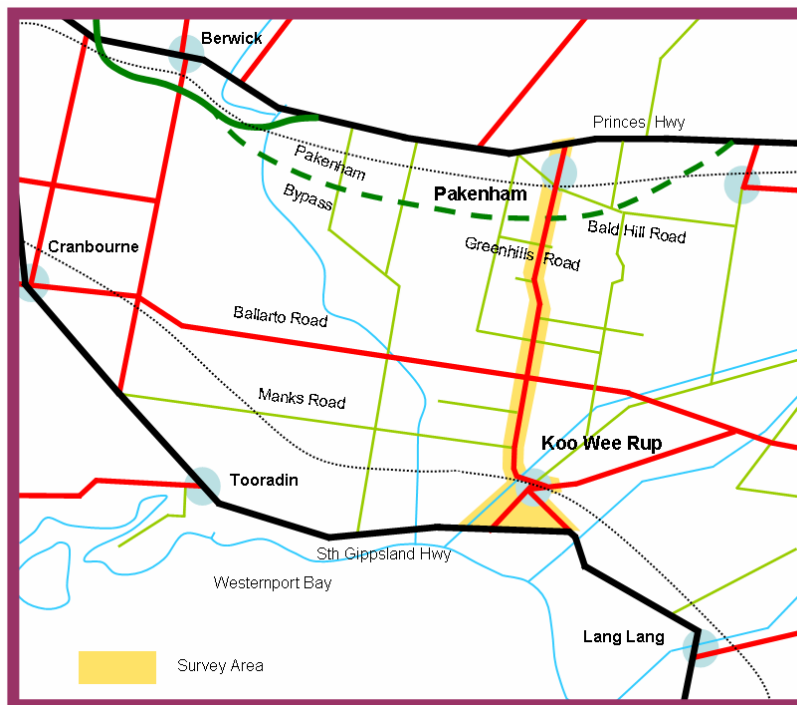 Berwick
Princes Hwy
Pakenham
Bypass
Pakenham
Bald Hill Road
Greenhills Road
Cranbourne
Ballarto Road
Manks Road
Koo Wee Rup
Tooradin
Sth Gippsland Hwy
Westernport Bay
Lang Lang
Survey Area